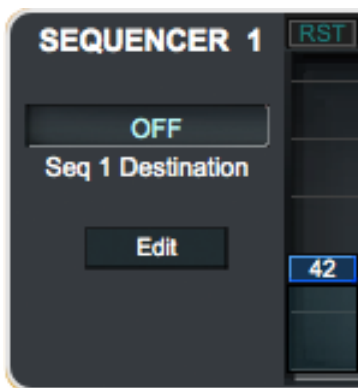 SEQUENCER 1
RST
OFF
Seq 1 Destination
Edit
42